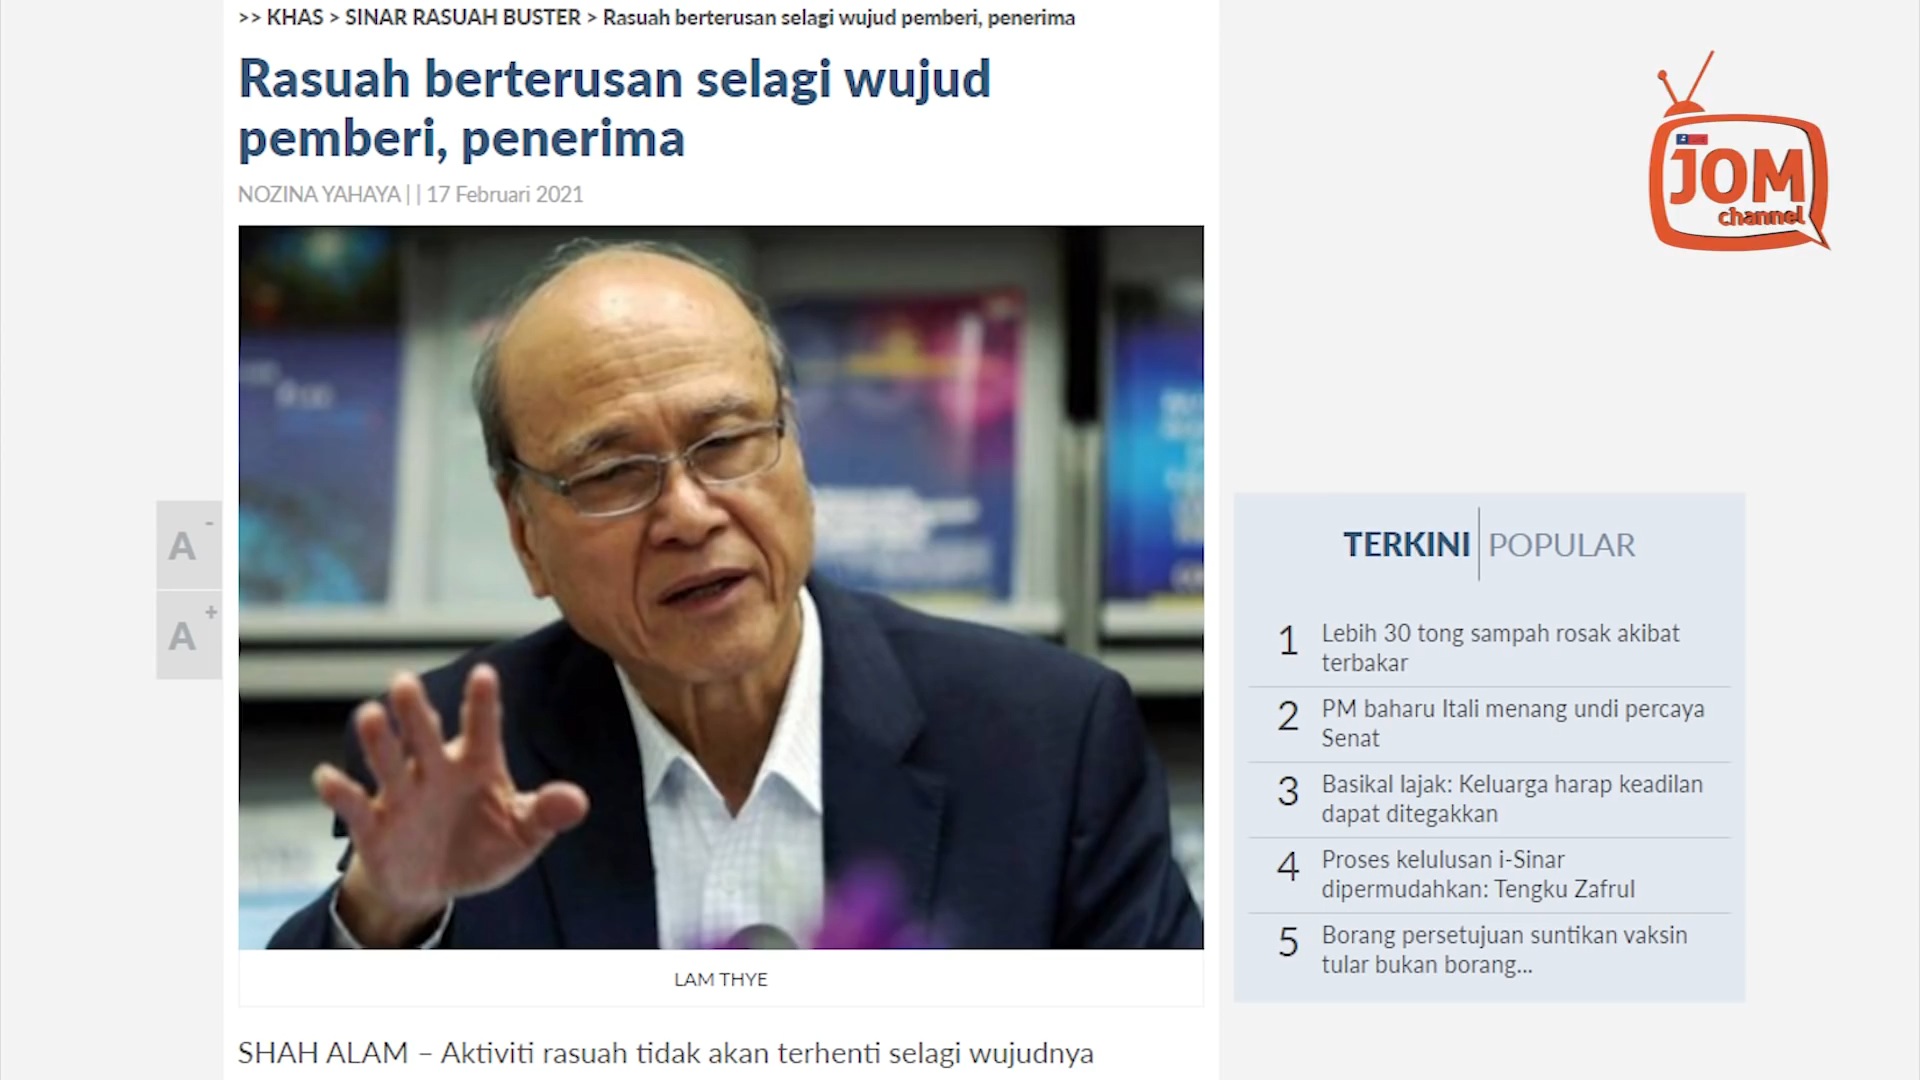 >> KHAS > SINAR RASUAH BUSTER > Rasuah berterusan selagi wujud pemberi, penerima
Rasuah berterusan selagi wujud
pemberi, penerima
NOZINA YAHAYA | | 17 Februari 2021
JOM
channel
A -
A +
TERKINI | POPULAR
1 Lebih 30 tong sampah rosak akibat
terbakar
2 PM baharu Itali menang undi percaya
Senat
3 Basikal lajak: Keluarga harap keadilan
dapat ditegakkan
4 Proses kelulusan i-Sinar
dipermudahkan: Tengku Zafrul
5 Borang persetujuan suntikan vaksin
tular bukan borang...
LAM THYE
SHAH ALAM – Aktiviti rasuah tidak akan terhenti selagi wujudnya